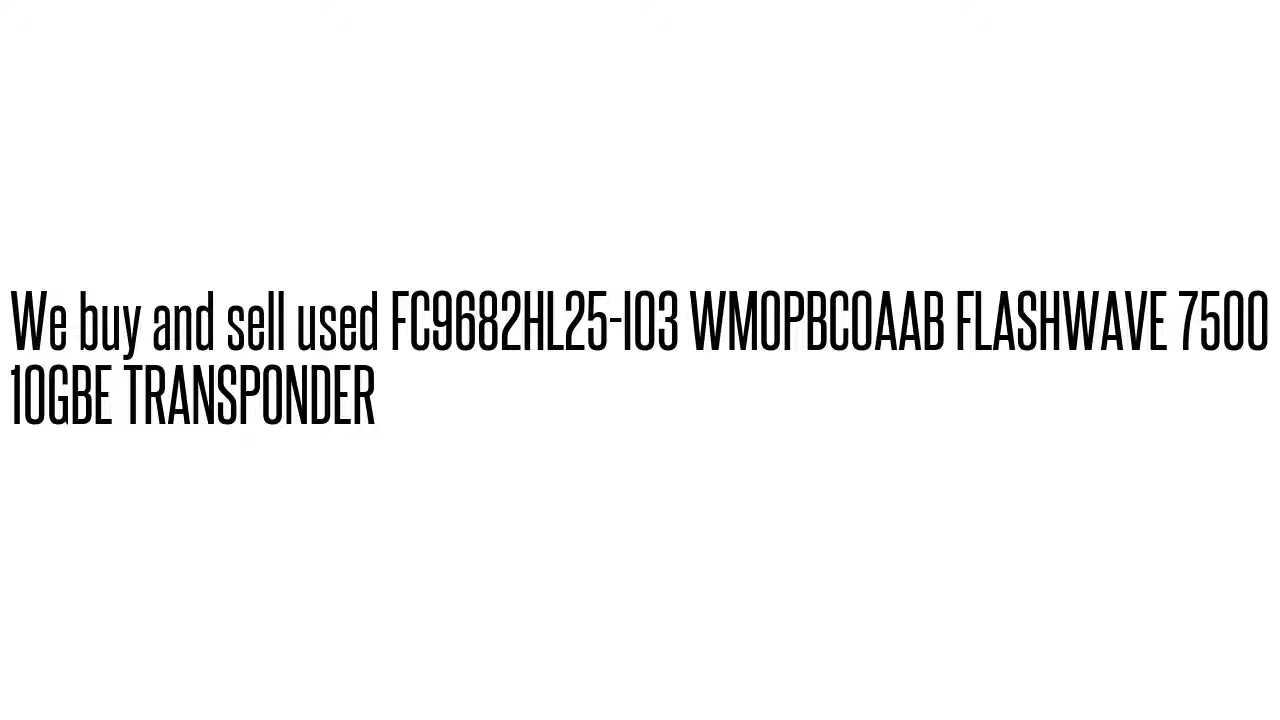 We buy and sell used FC9682HL25-I03 WMOPBCOAAB FLASHWAVE 7500
10GBE TRANSPONDER